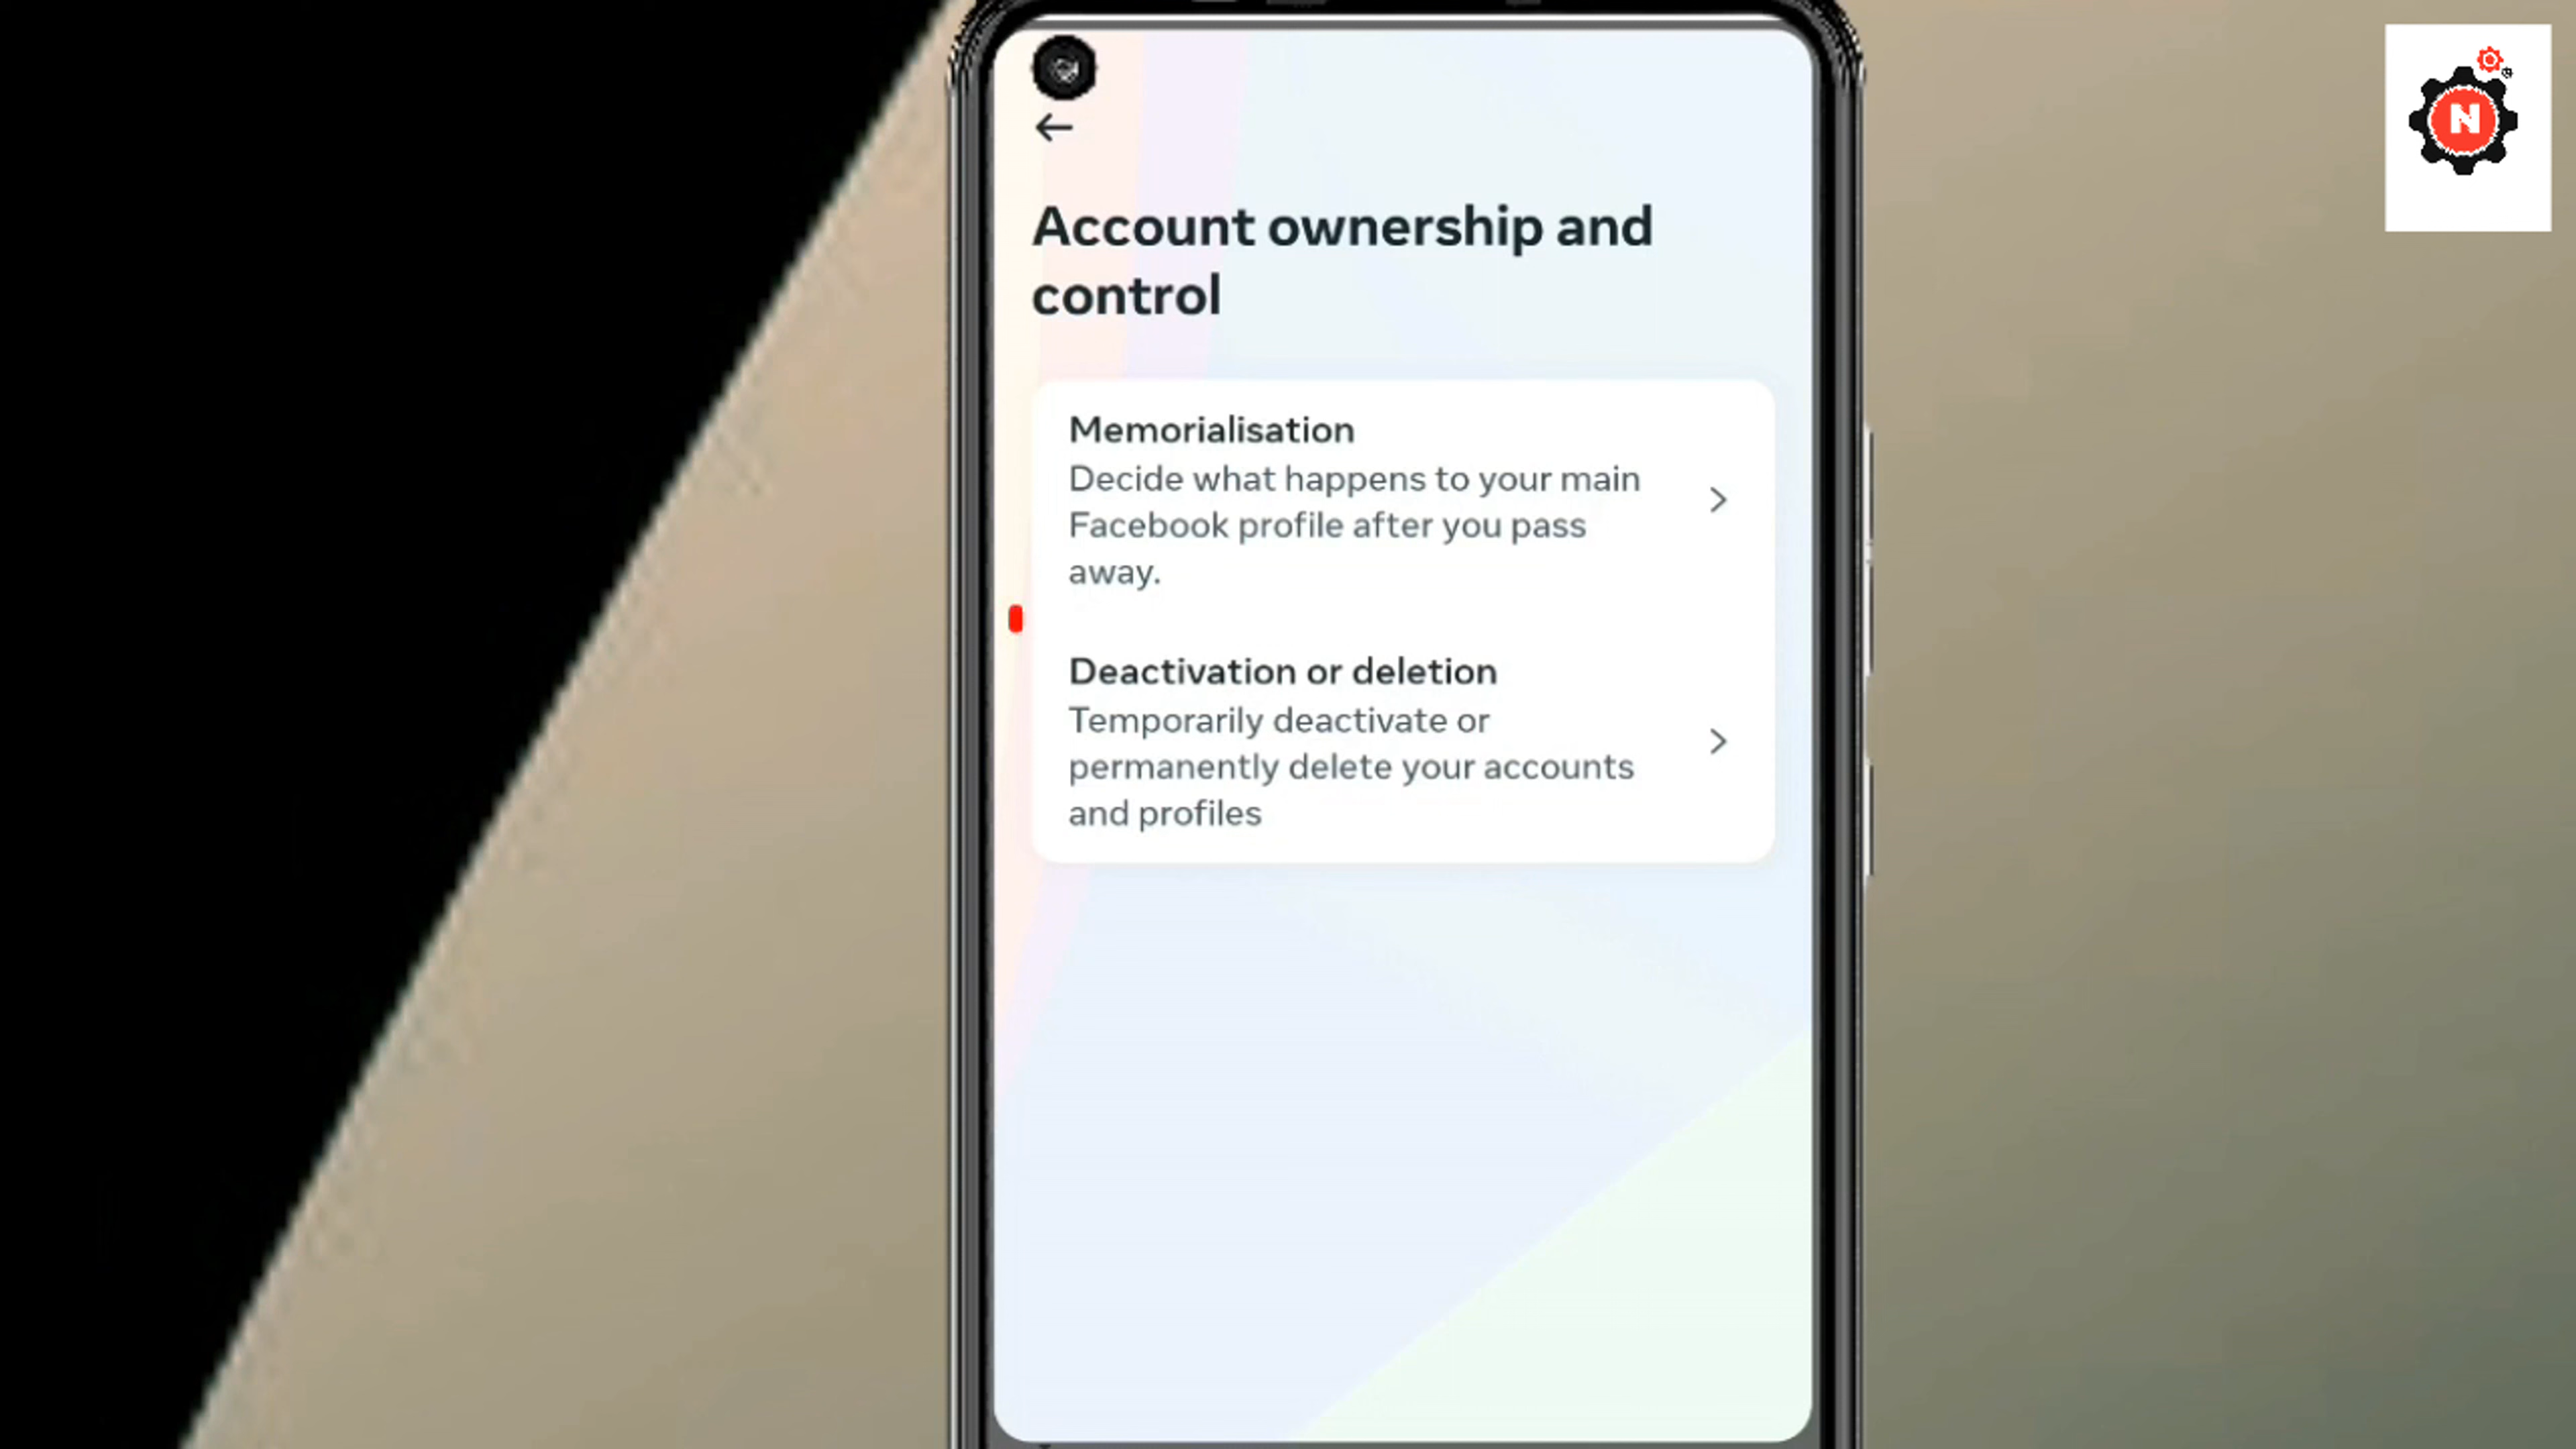 N
Account ownership and
control
Memorialisation
Decide what happens to your main
Facebook profile after you pass
away.
Deactivation or deletion
Temporarily deactivate or
permanently delete your accounts
and profiles